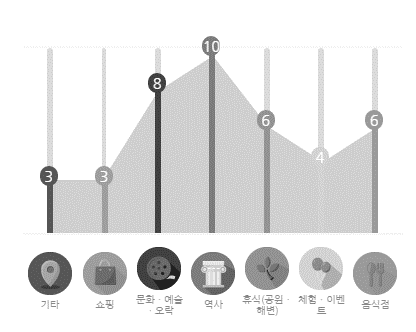 10
8
6
6
4
3
3
기타
쇼핑
문화 · 예술
· 오락
역사
휴식(공원 ·
해변)
체험 · 이벤
트
음식점